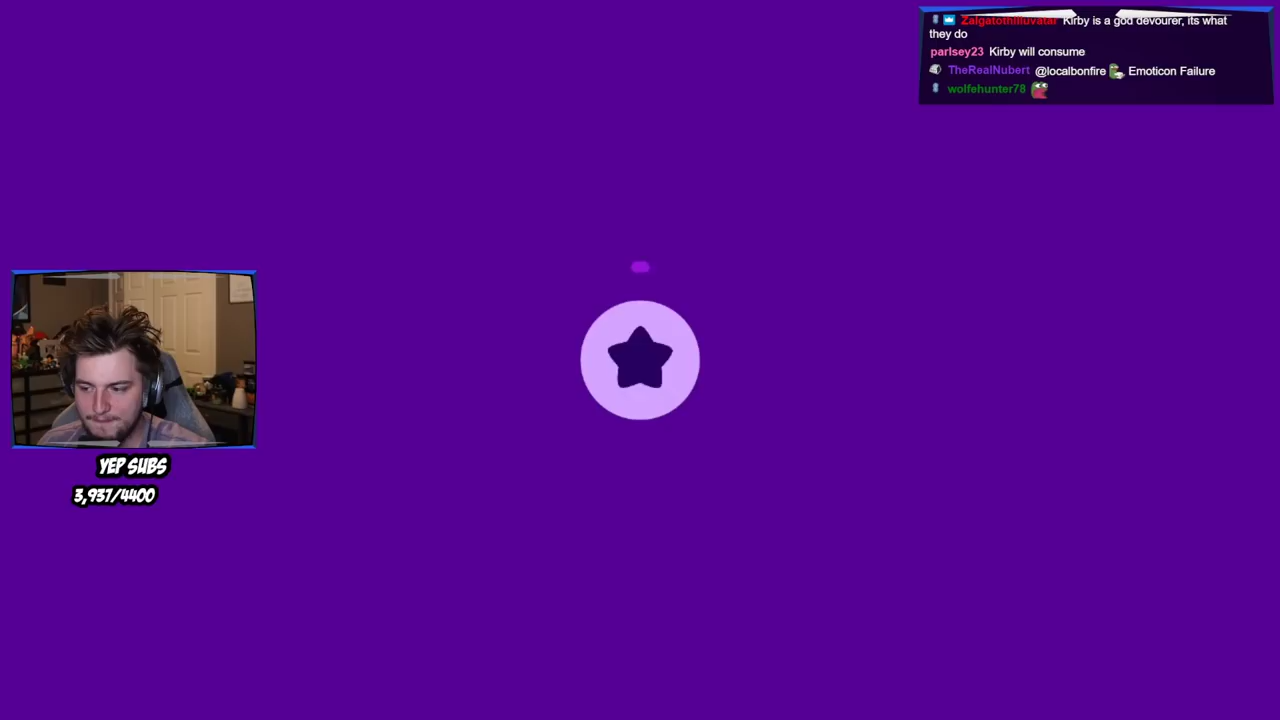 Zalgatothilluvatar Kirby is a god devourer, its what
they do
parlsey23 Kirby will consume
TheRealNubert @localbonfire Emoticon Failure
wolfehunter78
YEP SUBS
3,937/4400